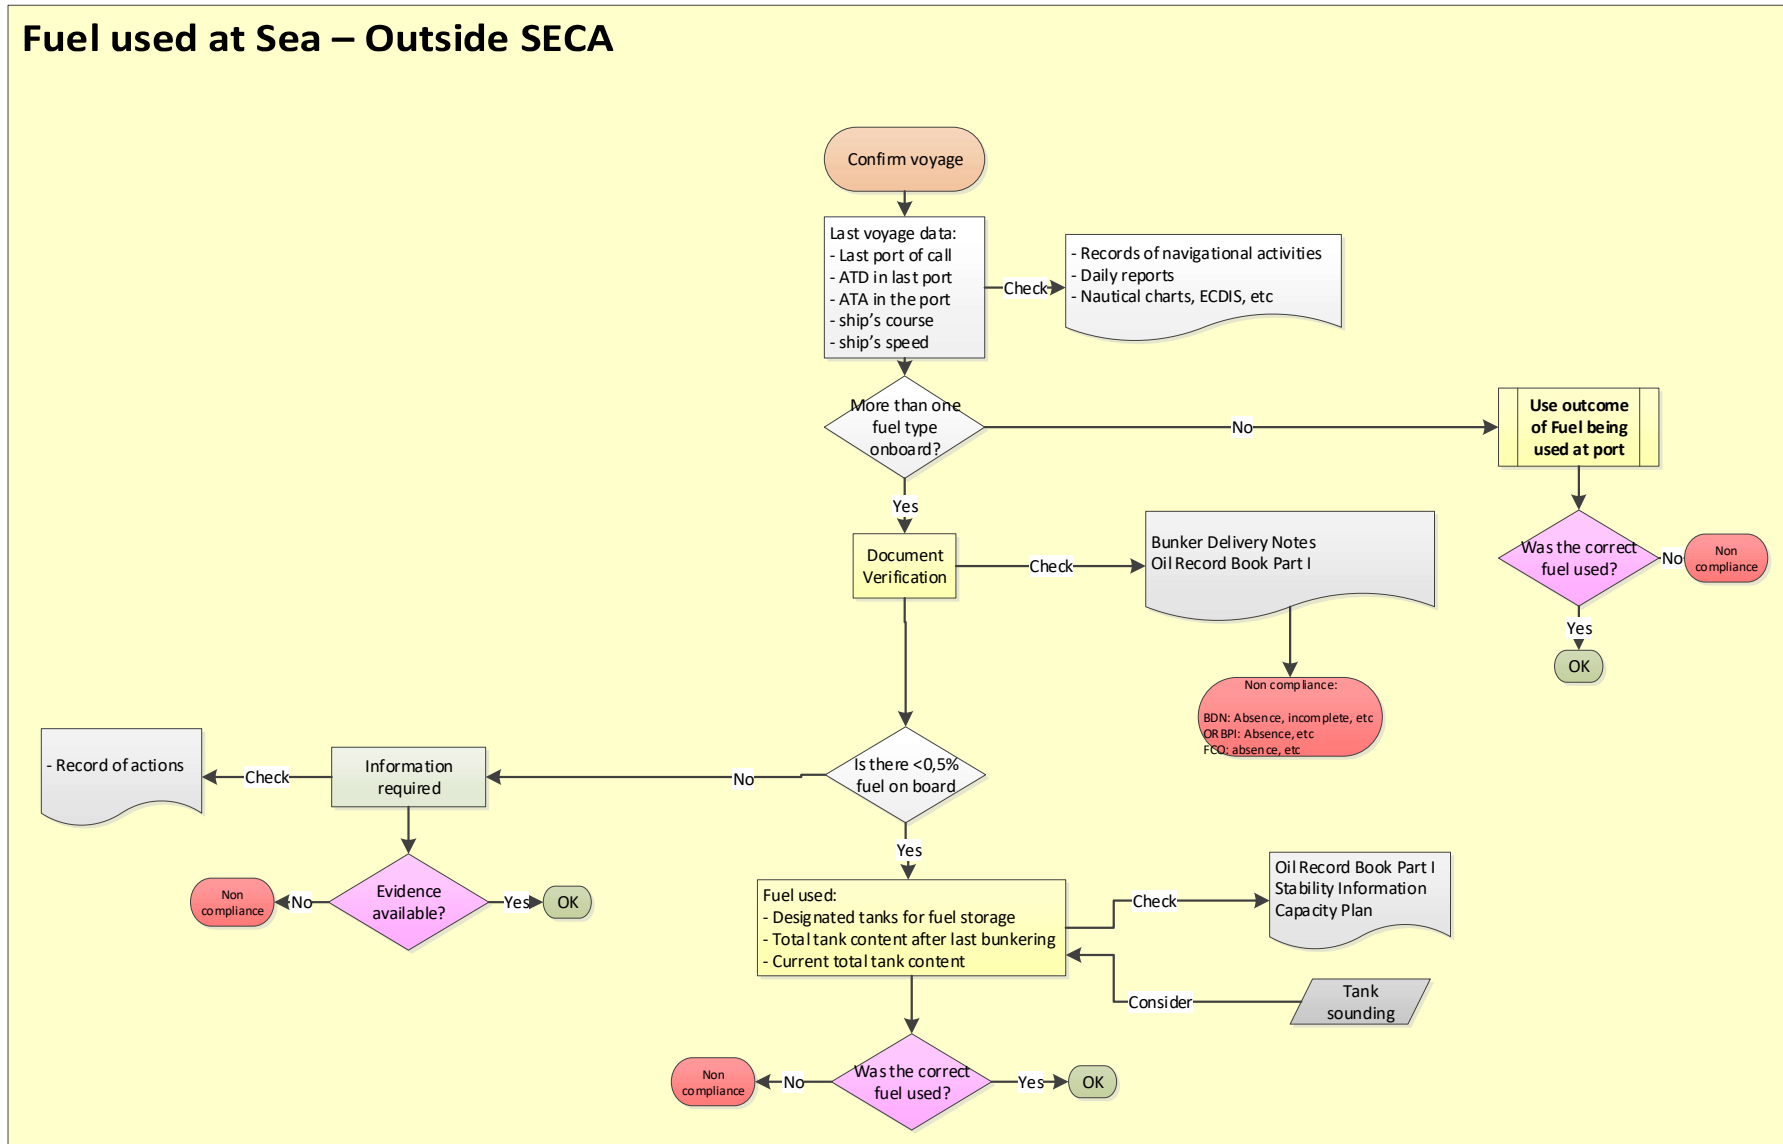 Fuel used at Sea – Outside SECA
Confirm voyage
Last voyage data:
- Last port of call
- ATD in last port
- ATA in the port
- ship's course
- ship's speed
Check
- Records of navigational activities
- Daily reports
- Nautical charts, ECDIS, etc
More than one
fuel type
onboard?
No
Use outcome
of Fuel being
used at port
Yes
Was the correct
fuel used?
No
Non
compliance
Yes
OK
Document
Verification
Check
Bunker Delivery Notes
Oil Record Book Part I
Non compliance:
BDN: Absence, incomplete, etc
ORBPI: Absence, etc
FCO: absence, etc
Is there <0,5%
fuel on board
No
Information
required
Check
- Record of actions
Evidence
available?
No
Non
compliance
Yes
OK
Yes
Fuel used:
- Designated tanks for fuel storage
- Total tank content after last bunkering
- Current total tank content
Check
Oil Record Book Part I
Stability Information
Capacity Plan
Consider
Tank
sounding
Was the correct
fuel used?
No
Non
compliance
Yes
OK